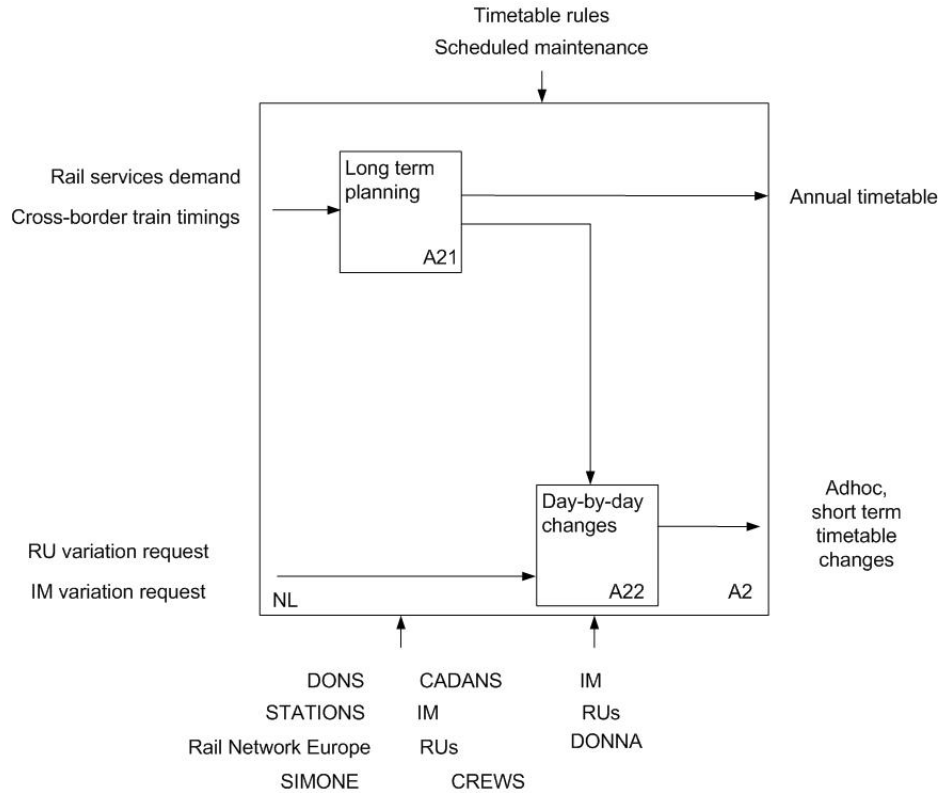 Timetable rules
Scheduled maintenance
Long term
planning
A21
Rail services demand
Cross-border train timings
Annual timetable
Day-by-day
changes
A22
Adhoc,
short term
timetable
changes
RU variation request
IM variation request
NL
A2
DONS CADANS IM
STATIONS IM RUs
Rail Network Europe RUs DONNA
SIMONE CREWS